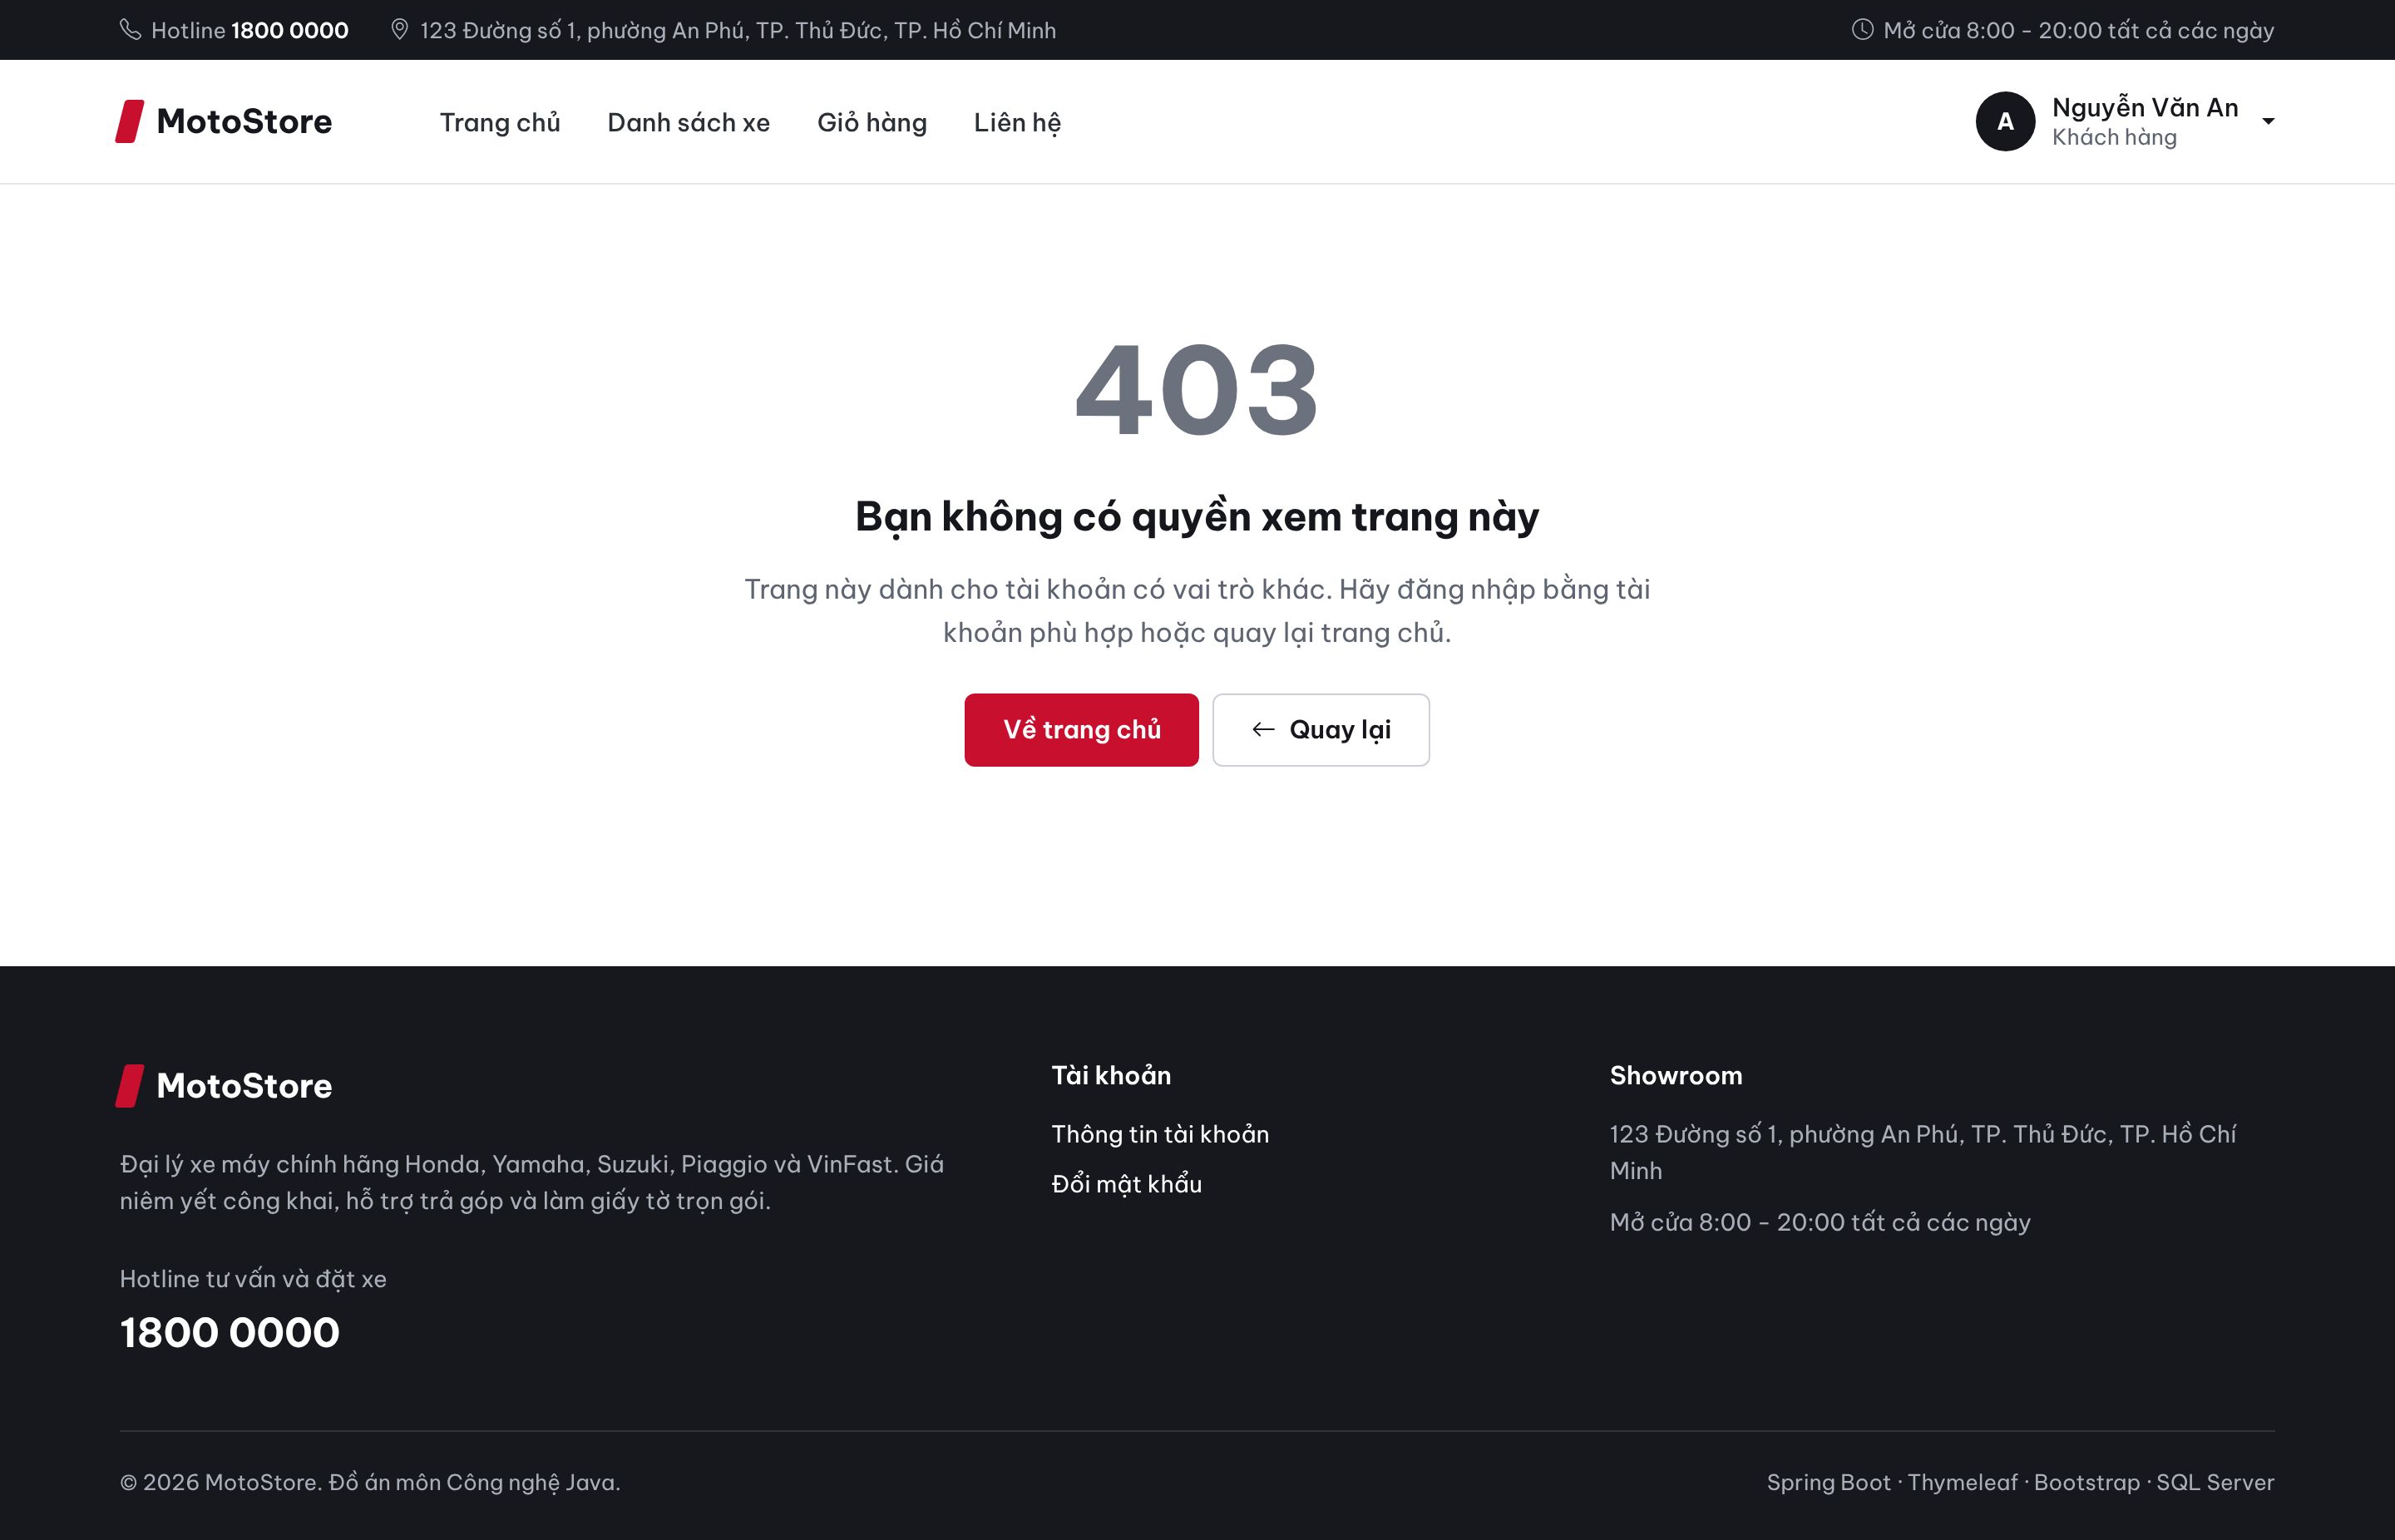 Hotline 1800 0000
123 Đường số 1, phường An Phú, TP. Thủ Đức, TP. Hồ Chí Minh
Mở cửa 8:00 - 20:00 tất cả các ngày
MotoStore
Trang chủ
Danh sách xe
Giỏ hàng
Liên hệ
A
Nguyễn Văn An
Khách hàng
403
Bạn không có quyền xem trang này
Trang này dành cho tài khoản có vai trò khác. Hãy đăng nhập bằng tài
khoản phù hợp hoặc quay lại trang chủ.
Về trang chủ
← Quay lại
MotoStore
Đại lý xe máy chính hãng Honda, Yamaha, Suzuki, Piaggio và VinFast. Giá
niêm yết công khai, hỗ trợ trả góp và làm giấy tờ trọn gói.
Hotline tư vấn và đặt xe
1800 0000
Tài khoản
Thông tin tài khoản
Đổi mật khẩu
Showroom
123 Đường số 1, phường An Phú, TP. Thủ Đức, TP. Hồ Chí
Minh
Mở cửa 8:00 - 20:00 tất cả các ngày
© 2026 MotoStore. Đồ án môn Công nghệ Java.
Spring Boot · Thymeleaf · Bootstrap · SQL Server